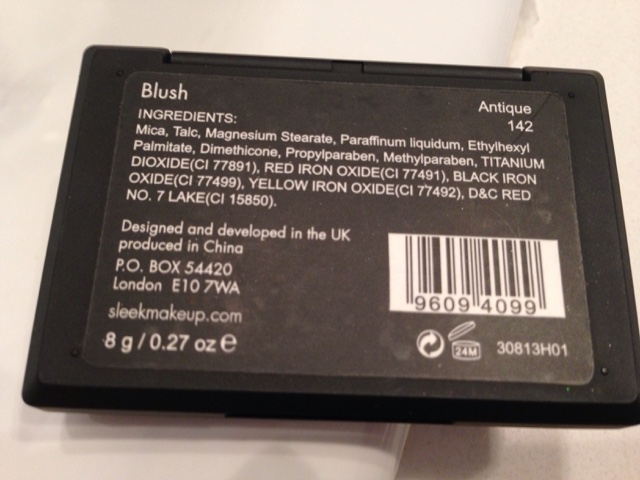 Blush
Antique
142
INGREDIENTS:
Mica, Talc, Magnesium Stearate, Paraffinum liquidum, Ethylhexyl
Palmitate, Dimethicone, Propylparaben, Methylparaben, TITANIUM
DIOXIDE(CI 77891), RED IRON OXIDE(CI 77491), BLACK IRON
OXIDE(CI 77499), YELLOW IRON OXIDE(CI 77492), D&C RED
NO. 7 LAKE(CI 15850).
Designed and developed in the UK
produced in China
P.O. BOX 54420
London E10 7WA
sleekmakeup.com
8 g / 0.27 oz e
9609 4099
24M
30813H01